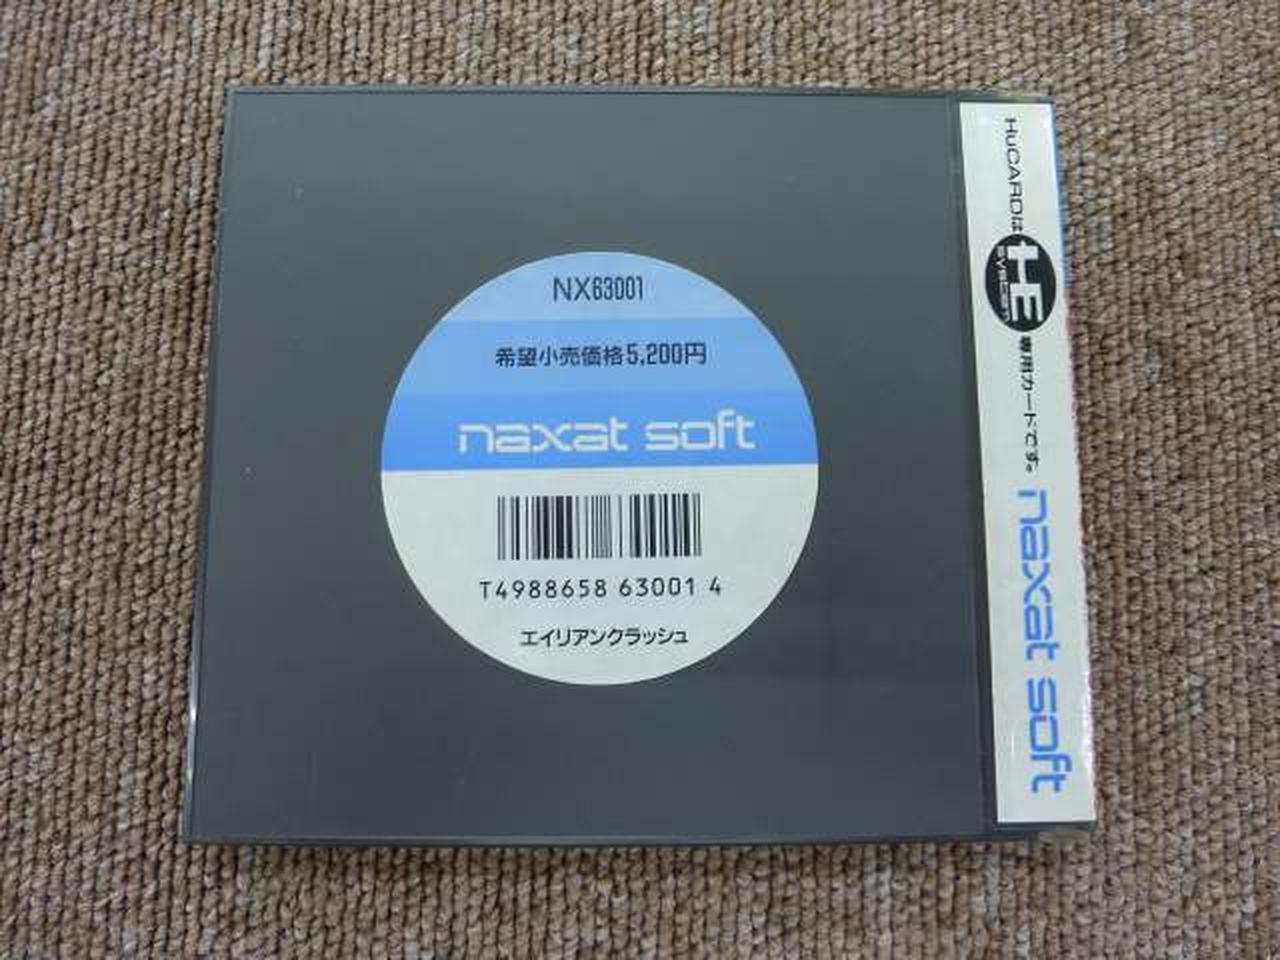 NX63001
希望小売価格5,200円
naxat soft
T4988658 63001 4
エイリアンクラッシュ
HuCARDは HE SYSTEM 専用カードです。 naxat soft